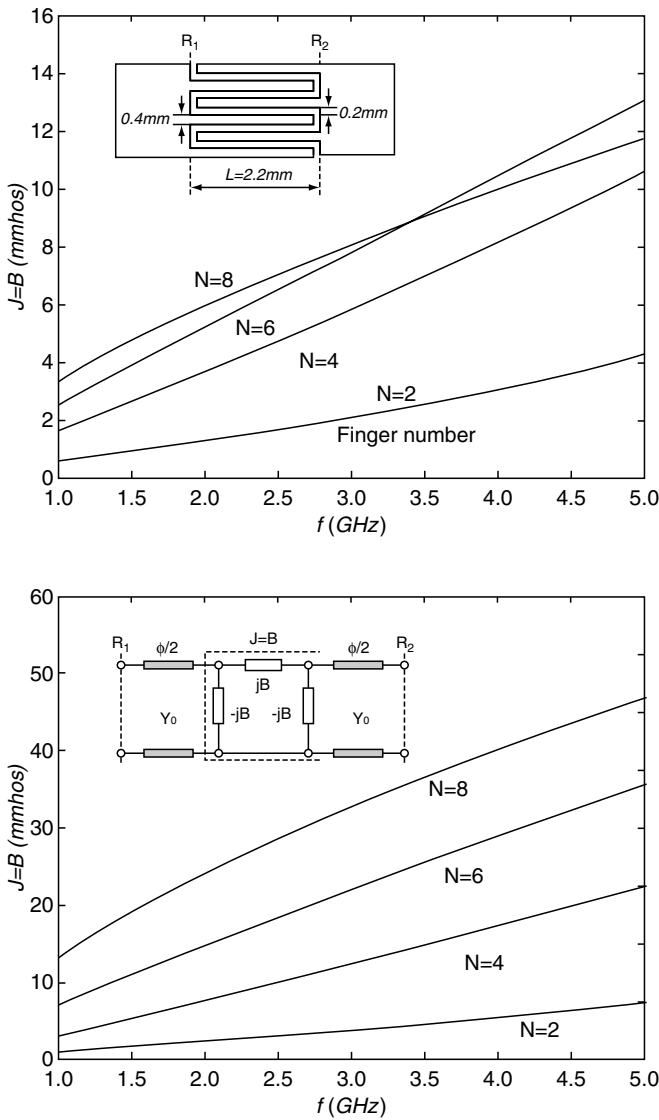 16
14
12
10
8
6
4
2
0
J=B (mmhos)
R1
R2
0.4mm
0.2mm
L=2.2mm
N=8
N=6
N=4
N=2
Finger number
1.0 1.5 2.0 2.5 3.0 3.5 4.0 4.5 5.0
f (GHz)
60
50
40
30
20
10
0
J=B (mmhos)
R1 ϕ/2 J=B ϕ/2 R2
jB
-jB -jB
Y0 Y0
N=8
N=6
N=4
N=2
1.0 1.5 2.0 2.5 3.0 3.5 4.0 4.5 5.0
f (GHz)